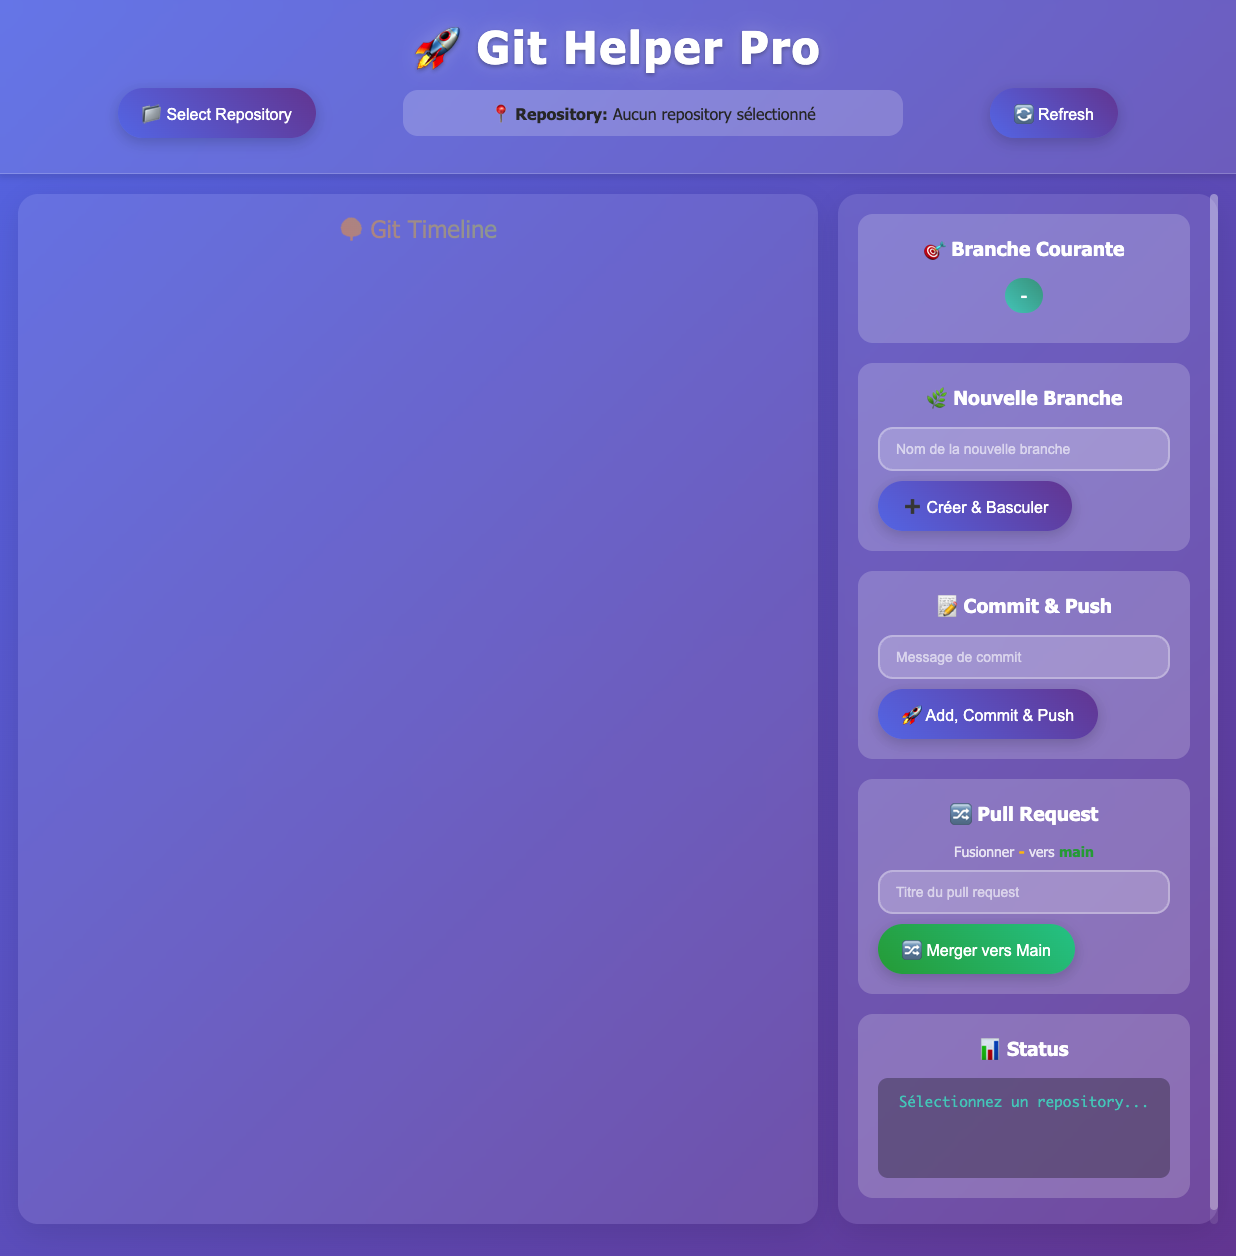 Git Helper Pro
Select Repository
Repository: Aucun repository sélectionné
Refresh
Git Timeline
Branche Courante
-
Nouvelle Branche
Nom de la nouvelle branche
Créer & Basculer
Commit & Push
Message de commit
Add, Commit & Push
Pull Request
Fusionner - vers main
Titre du pull request
Merger vers Main
Status
Sélectionnez un repository...